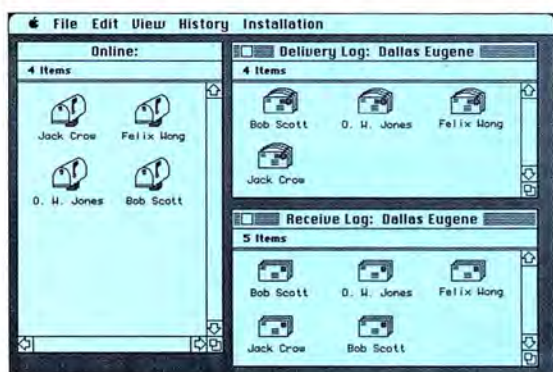 File Edit View History Installation
Online:
4 Items
Jack Crow Felix Wong
O. W. Jones Bob Scott
Delivery Log: Dallas Eugene
4 Items
Bob Scott O. W. Jones Felix Wong
Jack Crow
Receive Log: Dallas Eugene
5 Items
Bob Scott O. W. Jones Felix Wong
Jack Crow Bob Scott